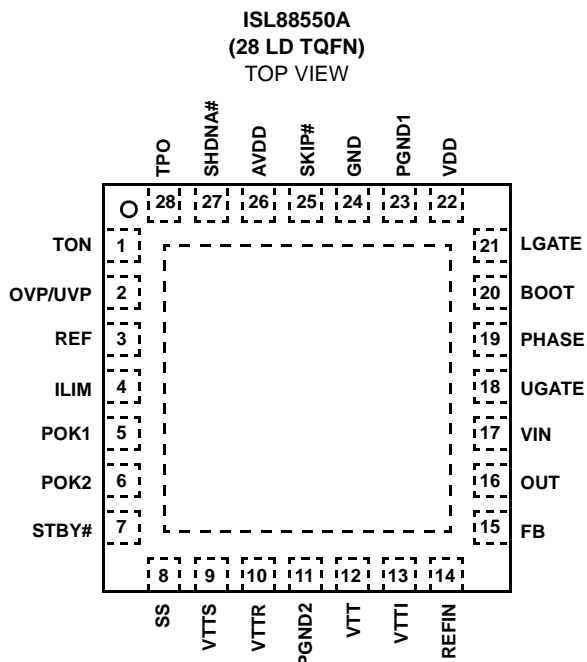 ISL88550A
(28 LD TQFN)
TOP VIEW
TPO
SHDNA#
AVDD
SKIP#
GND
PGND1
VDD
28 27 26 25 24 23 22
TON 1 21 LGATE
OVP/UVP 2 20 BOOT
REF 3 19 PHASE
ILIM 4 18 UGATE
POK1 5 17 VIN
POK2 6 16 OUT
STBY# 7 15 FB
8 9 10 11 12 13 14
SS
VTTS
VTTR
PGND2
VTT
VTTI
REFIN